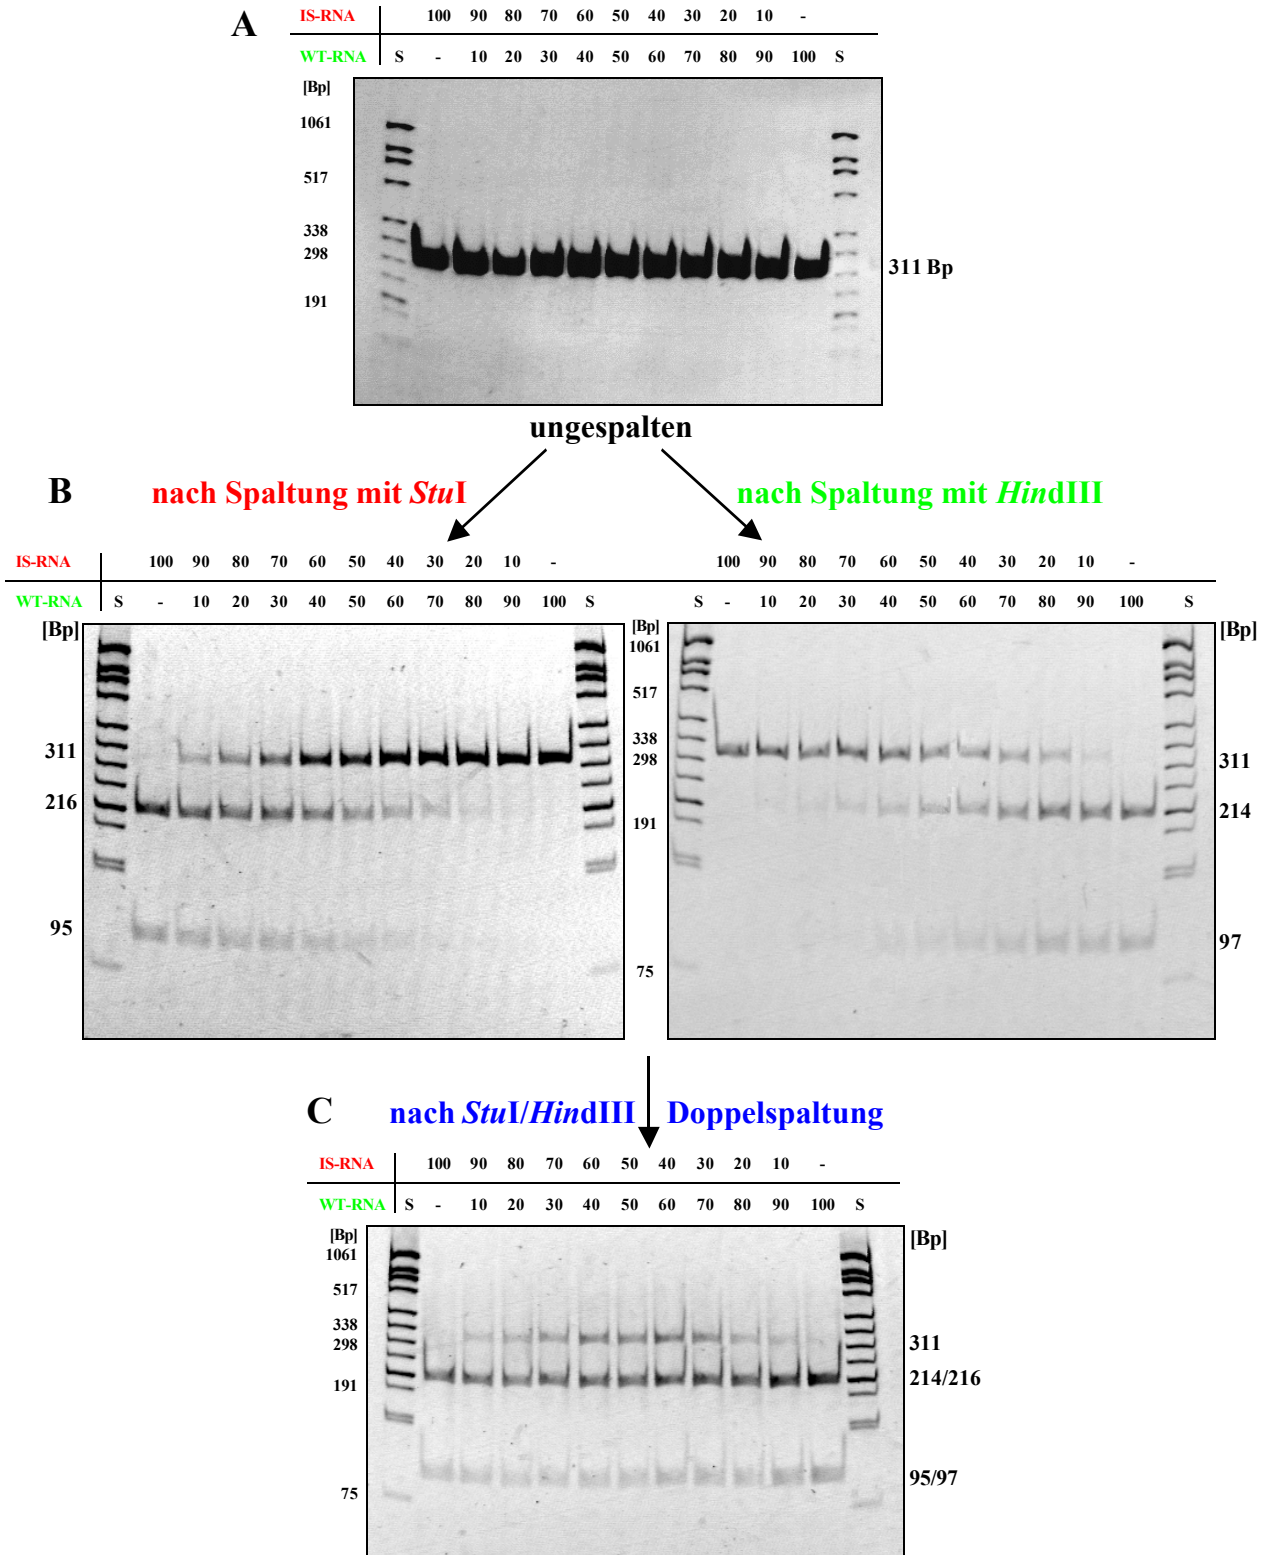 A
IS-RNA 100 90 80 70 60 50 40 30 20 10 -
WT-RNA S - 10 20 30 40 50 60 70 80 90 100 S
[Bp]
1061
517
338
298
191
311 Bp
ungespalten
B nach Spaltung mit StuI nach Spaltung mit HindIII
IS-RNA 100 90 80 70 60 50 40 30 20 10 - 100 90 80 70 60 50 40 30 20 10 -
WT-RNA S - 10 20 30 40 50 60 70 80 90 100 S S - 10 20 30 40 50 60 70 80 90 100 S
[Bp] [Bp] [Bp]
1061
517
338
311 298 311
216 214
191
95 97
75
C nach StuI/HindIII Doppelspaltung
IS-RNA 100 90 80 70 60 50 40 30 20 10 -
WT-RNA S - 10 20 30 40 50 60 70 80 90 100 S
[Bp] [Bp]
1061
517
338
298 311
191 214/216
75 95/97